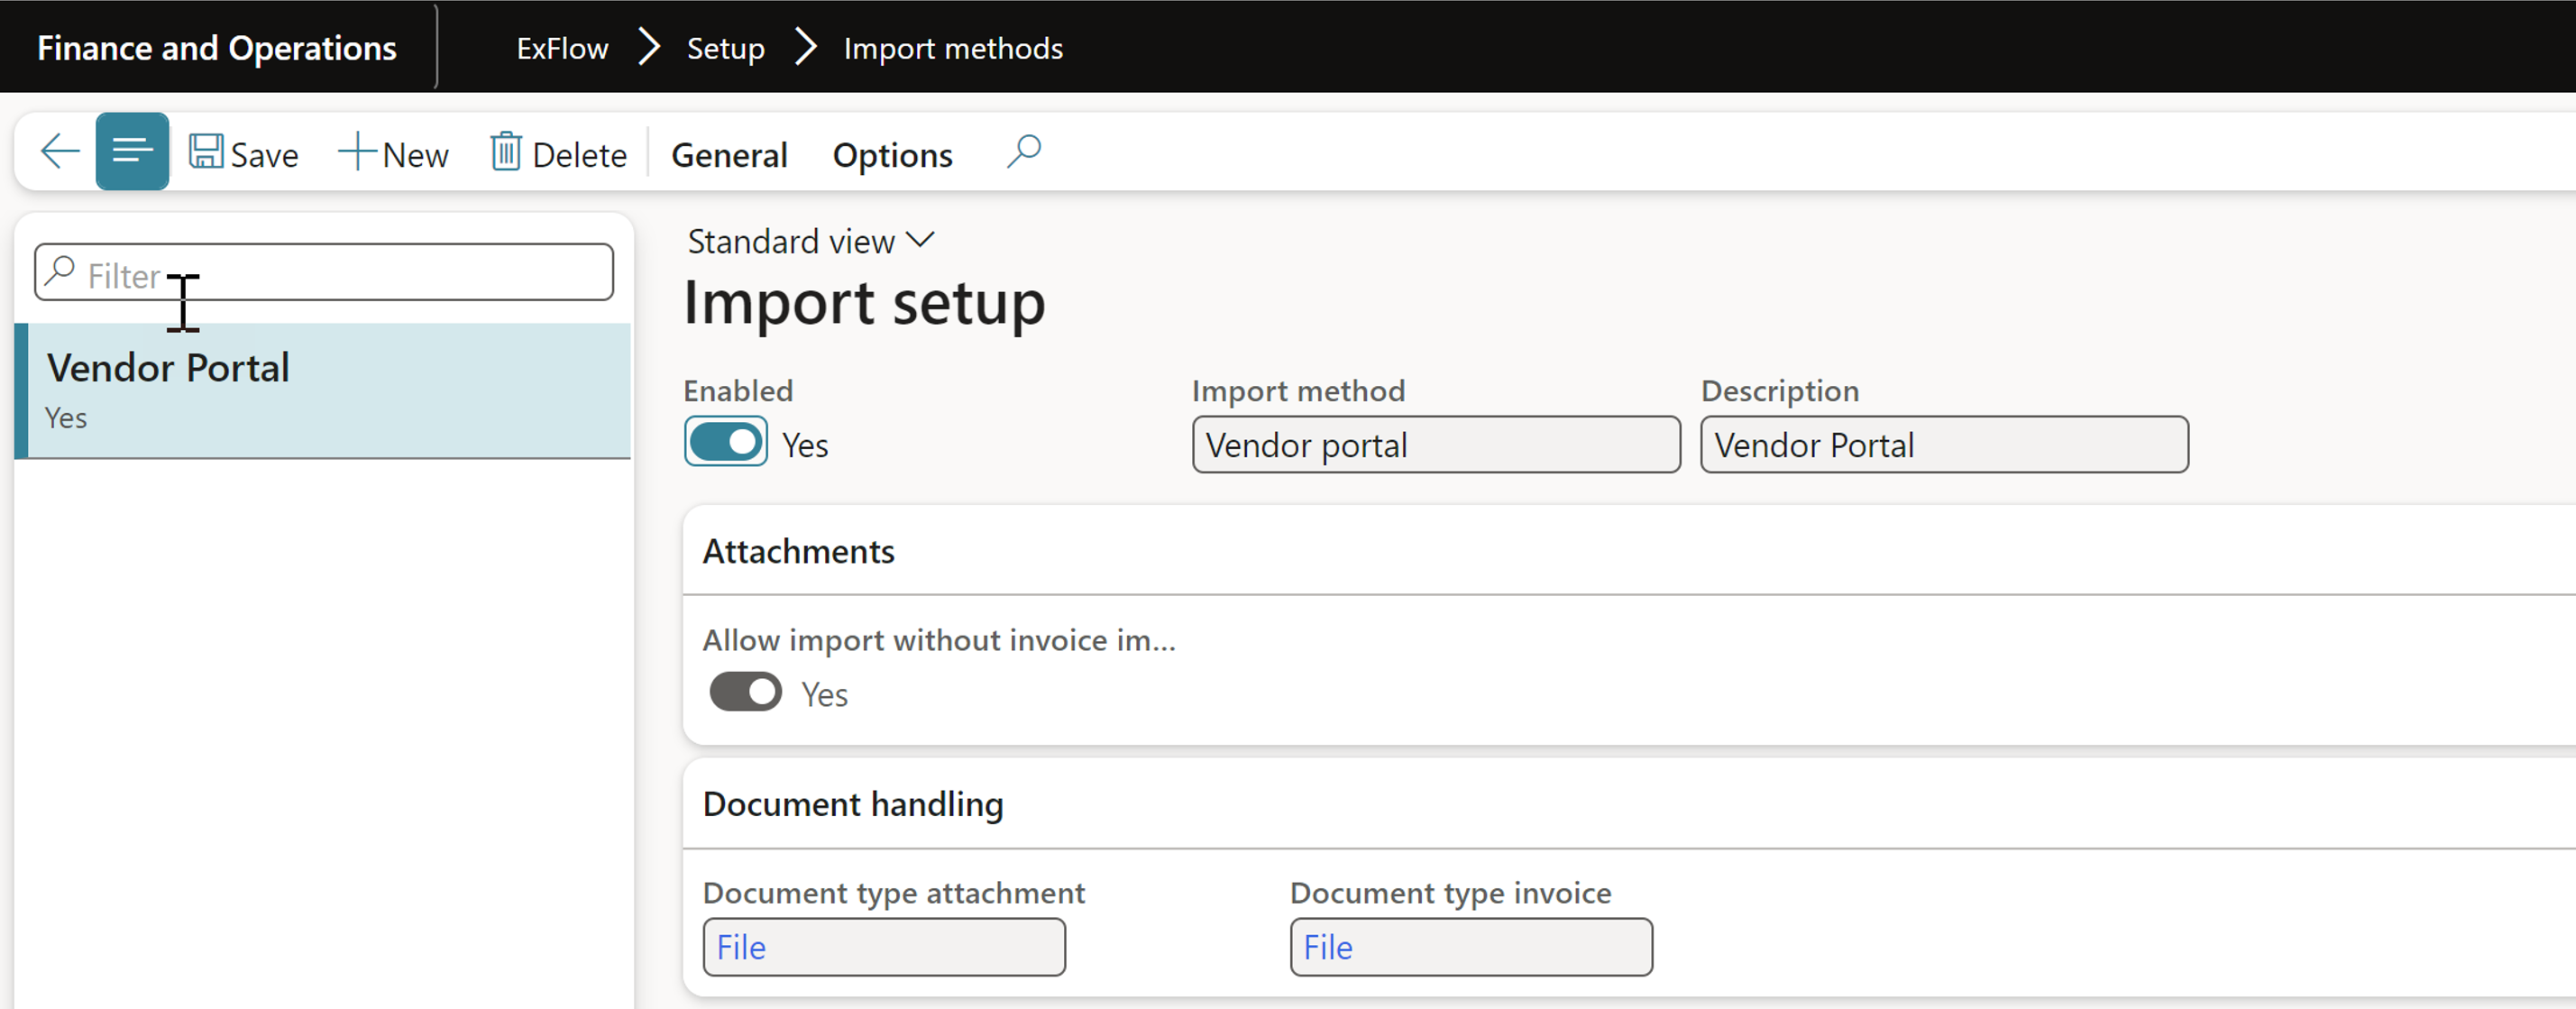 Finance and Operations
ExFlow
Setup
Import methods
Save
New
Delete
General
Options
Filter
Vendor Portal
Yes
Standard view
Import setup
Enabled
Import method
Description
Yes
Vendor portal
Vendor Portal
Attachments
Allow import without invoice im...
Yes
Document handling
Document type attachment
Document type invoice
File
File